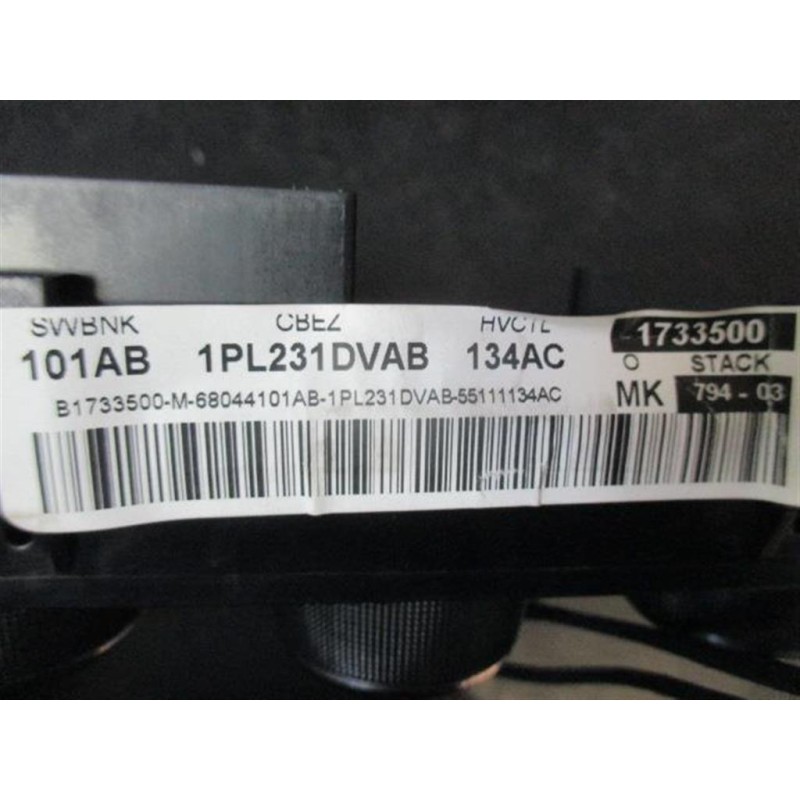 SWBNK CBEZ HVCTL -1733500
101AB 1PL231DVAB 134AC O STACK
B1733500-M-68044101AB-1PL231DVAB-55111134AC MK 794 - 03